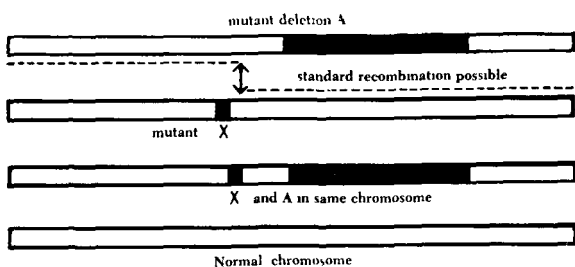 mutant deletion A
standard recombination possible
mutant X
X and A in same chromosome
Normal chromosome